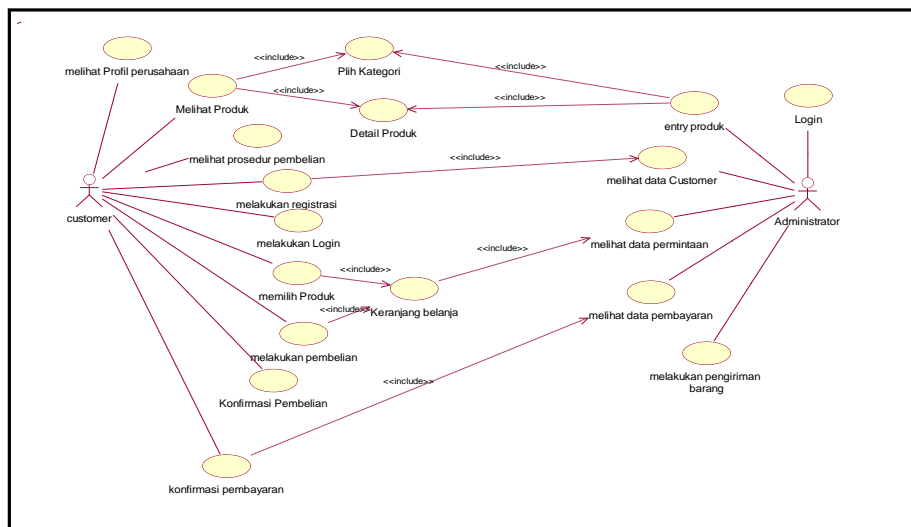 melihat Profil perusahaan
<<include>>
Plih Kategori
Melihat Produk
<<include>>
<<include>>
<<include>>
Detail Produk
entry produk
Login
melihat prosedur pembelian
<<include>>
melihat data Customer
melakukan registrasi
customer
Administrator
melakukan Login
melihat data permintaan
<<include>>
memilih Produk
<<include>>
Keranjang belanja
<<include>>
melihat data pembayaran
melakukan pembelian
melakukan pengiriman
barang
<<include>>
Konfirmasi Pembelian
konfirmasi pembayaran